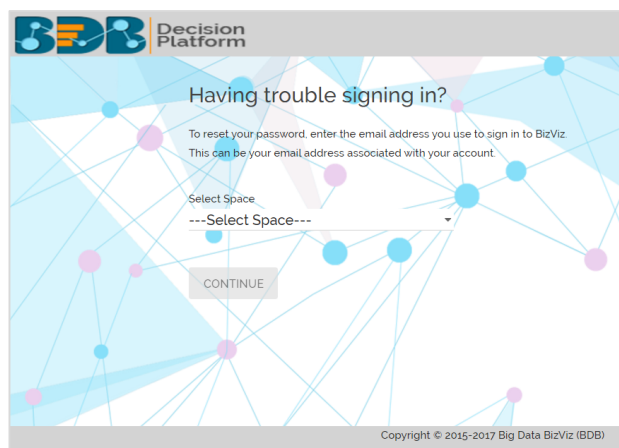 BDB Decision
Platform
Having trouble signing in?
To reset your password, enter the email address you use to sign in to BizViz.
This can be your email address associated with your account.
Select Space
---Select Space---
CONTINUE
Copyright © 2015-2017 Big Data BizViz (BDB)